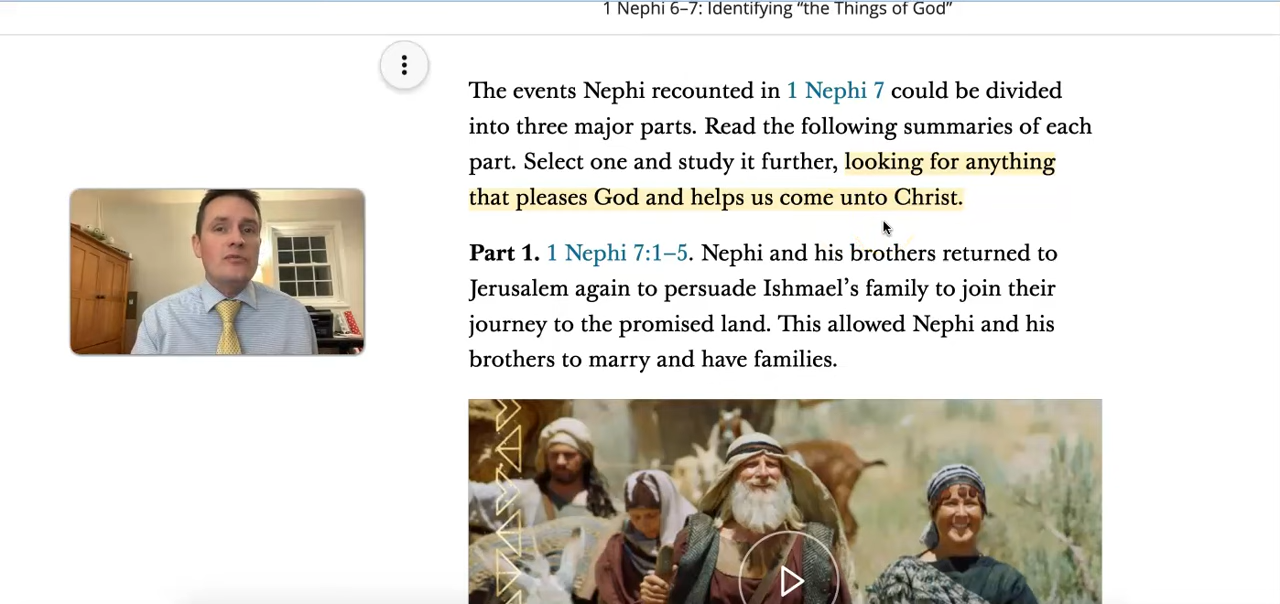 1 Nephi 6–7: Identifying “the Things of God”
The events Nephi recounted in 1 Nephi 7 could be divided
into three major parts. Read the following summaries of each
part. Select one and study it further, looking for anything
that pleases God and helps us come unto Christ.
Part 1. 1 Nephi 7:1–5. Nephi and his brothers returned to
Jerusalem again to persuade Ishmael’s family to join their
journey to the promised land. This allowed Nephi and his
brothers to marry and have families.